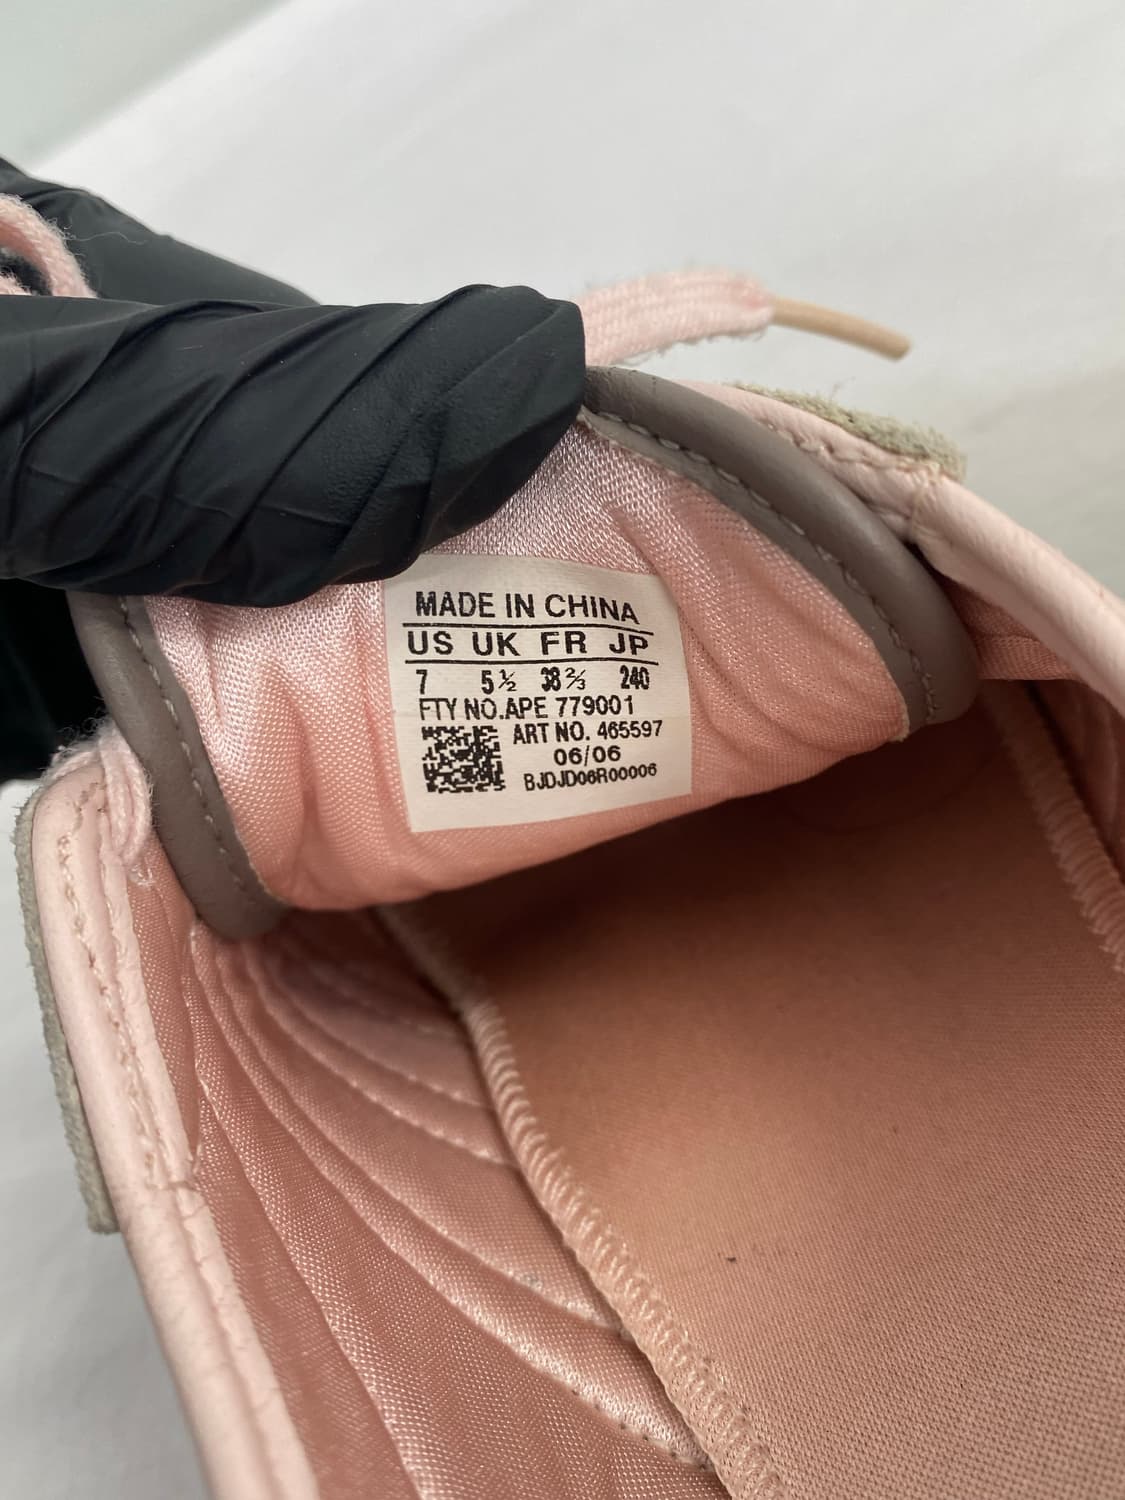 MADE IN CHINA
US UK FR JP
7 5½ 38⅔ 240
FTY NO.APE 779001
ART NO. 465597
06/06
BJDJD06R00006